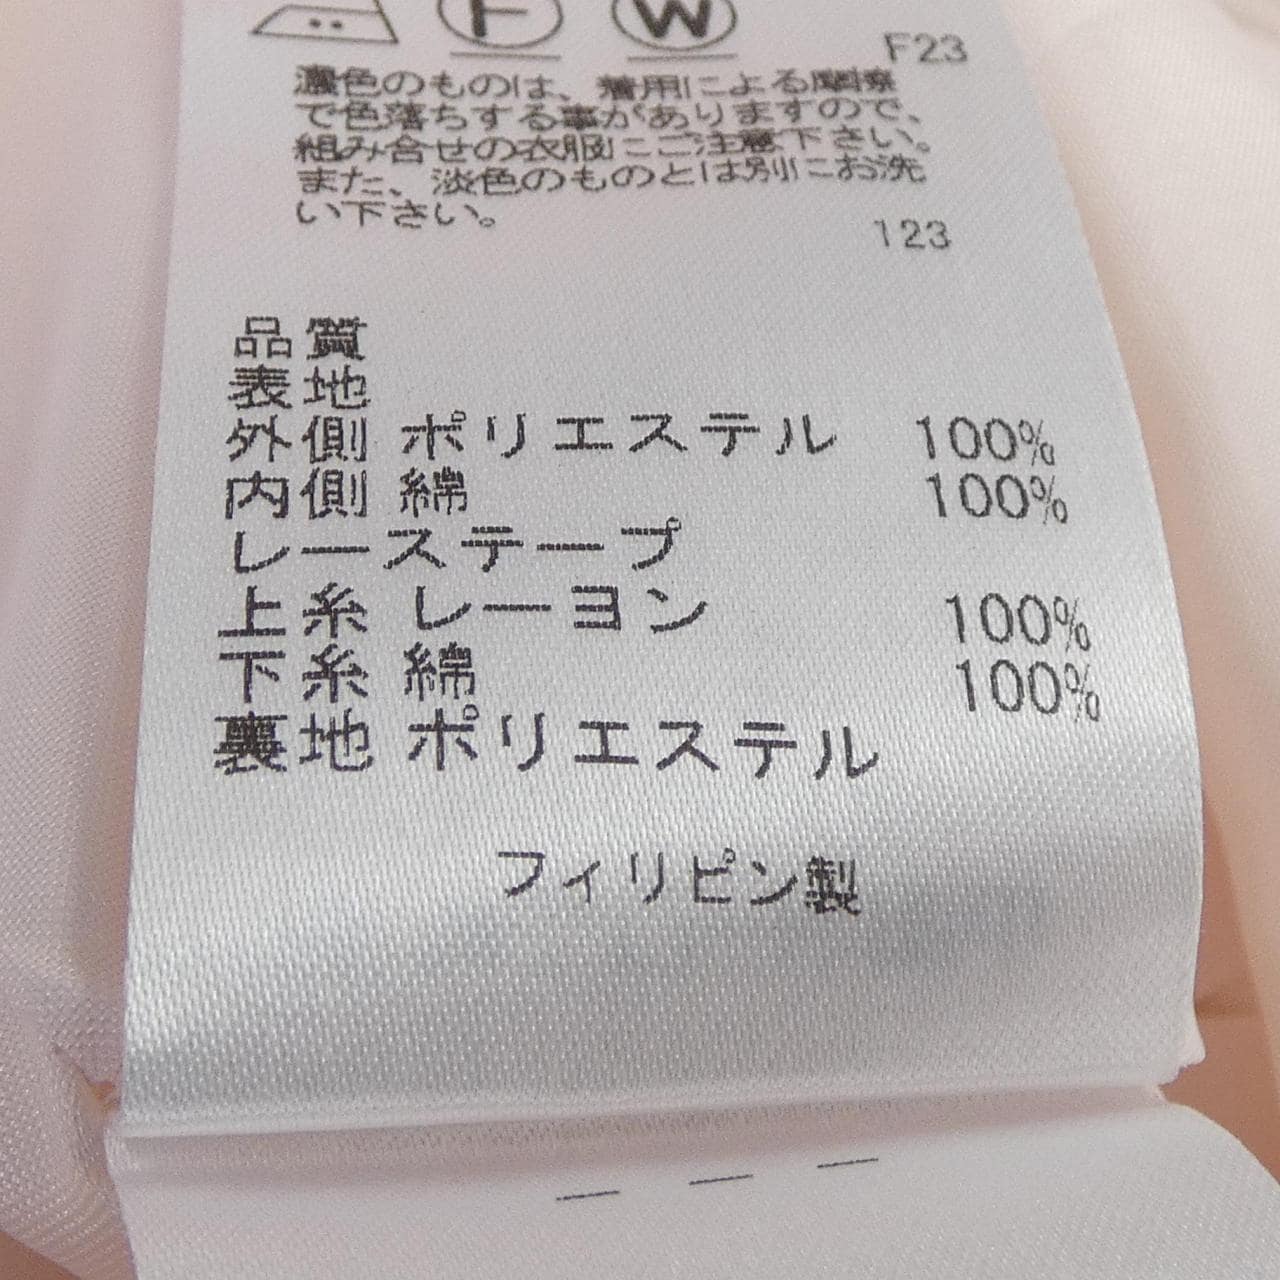 F W
F23
濃色のものは、着用による摩擦
で色落ちする事がありますので、
組み合せの衣服にご注意下さい。
また、淡色のものとは別にお洗
い下さい。
123
品質
表地
外側 ポリエステル 100%
内側 綿 100%
レーステープ
上糸 レーヨン 100%
下糸 綿 100%
裏地 ポリエステル
フィリピン製